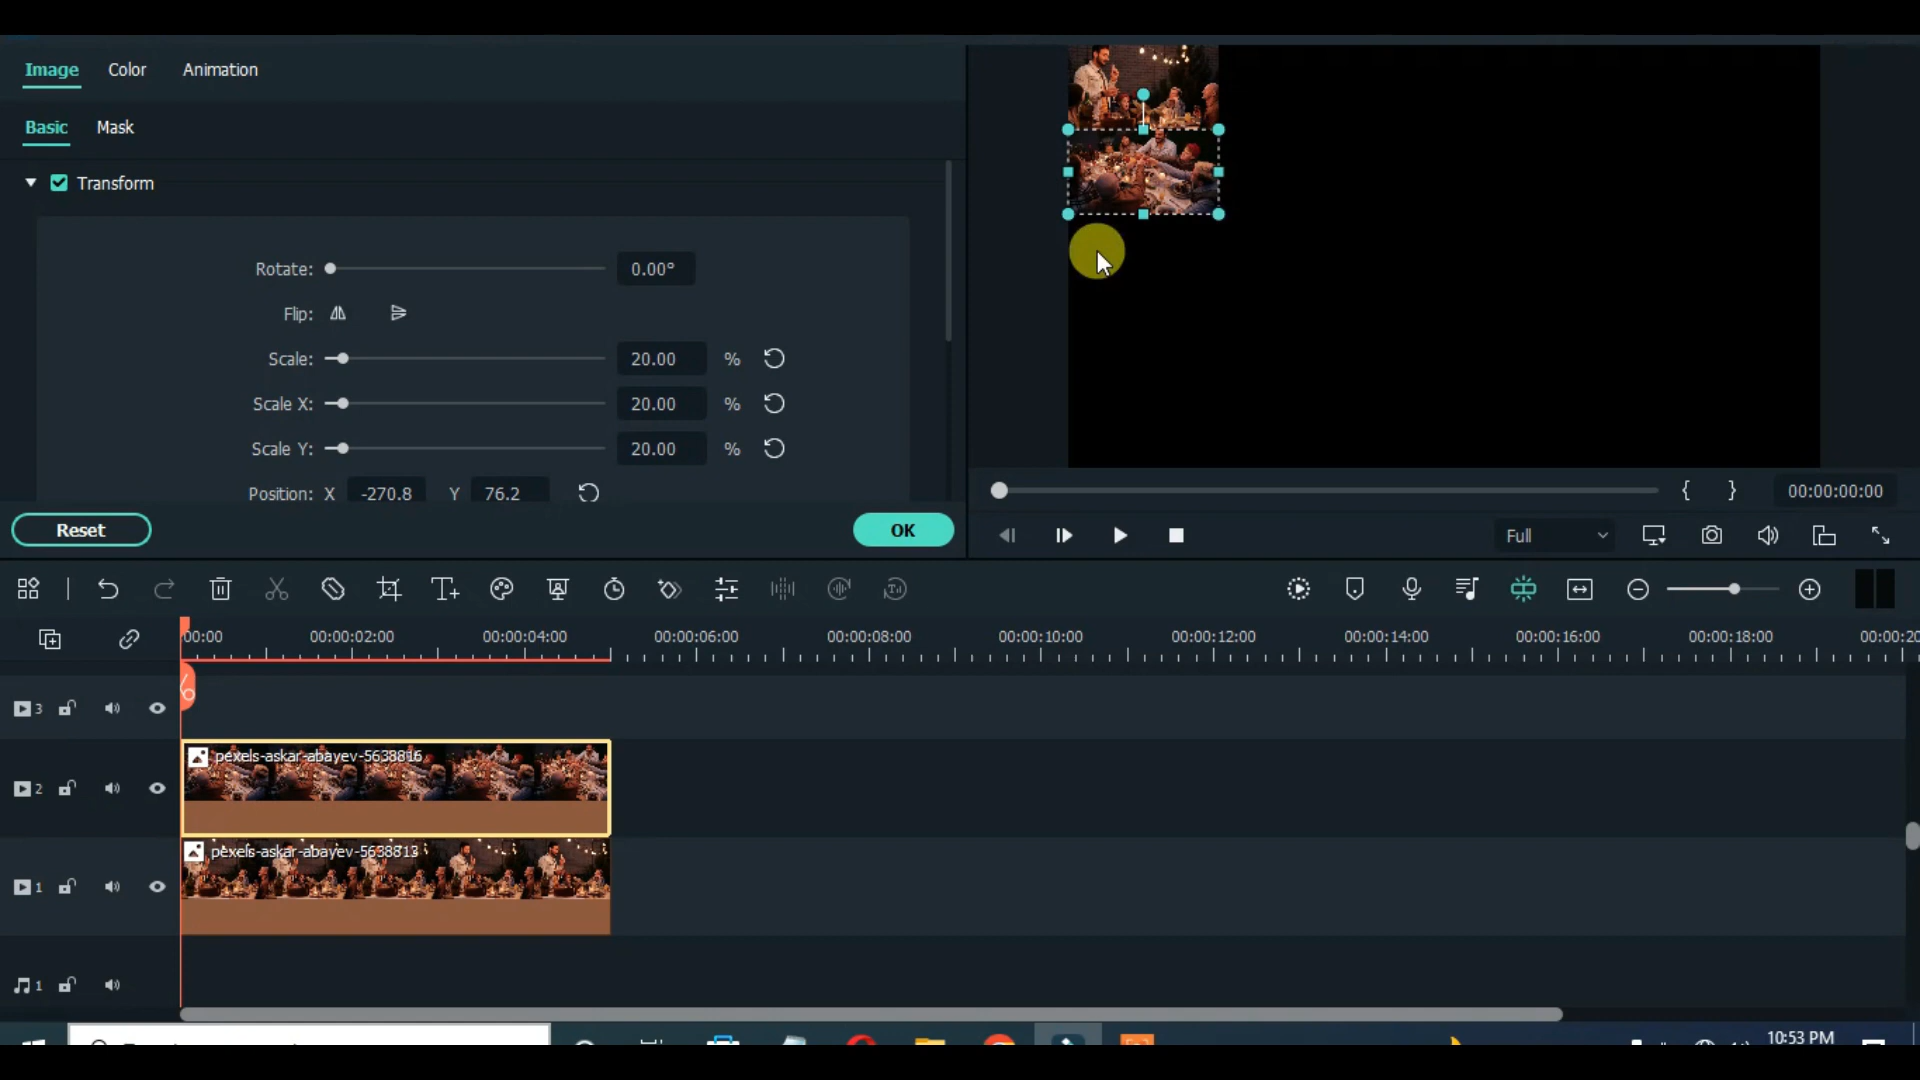 Image Color Animation
Basic Mask
Transform
Rotate: 0.00°
Flip:
Scale: 20.00 %
Scale X: 20.00 %
Scale Y: 20.00 %
Position: X -270.8 Y 76.2
Reset OK
00:00:00:00
Full
00:00 00:00:02:00 00:00:04:00 00:00:06:00 00:00:08:00 00:00:10:00 00:00:12:00 00:00:14:00 00:00:16:00 00:00:18:00 00:00:20
3
pexels-askar-abayev-5638816
2
pexels-askar-abayev-5638813
1
1
10:53 PM